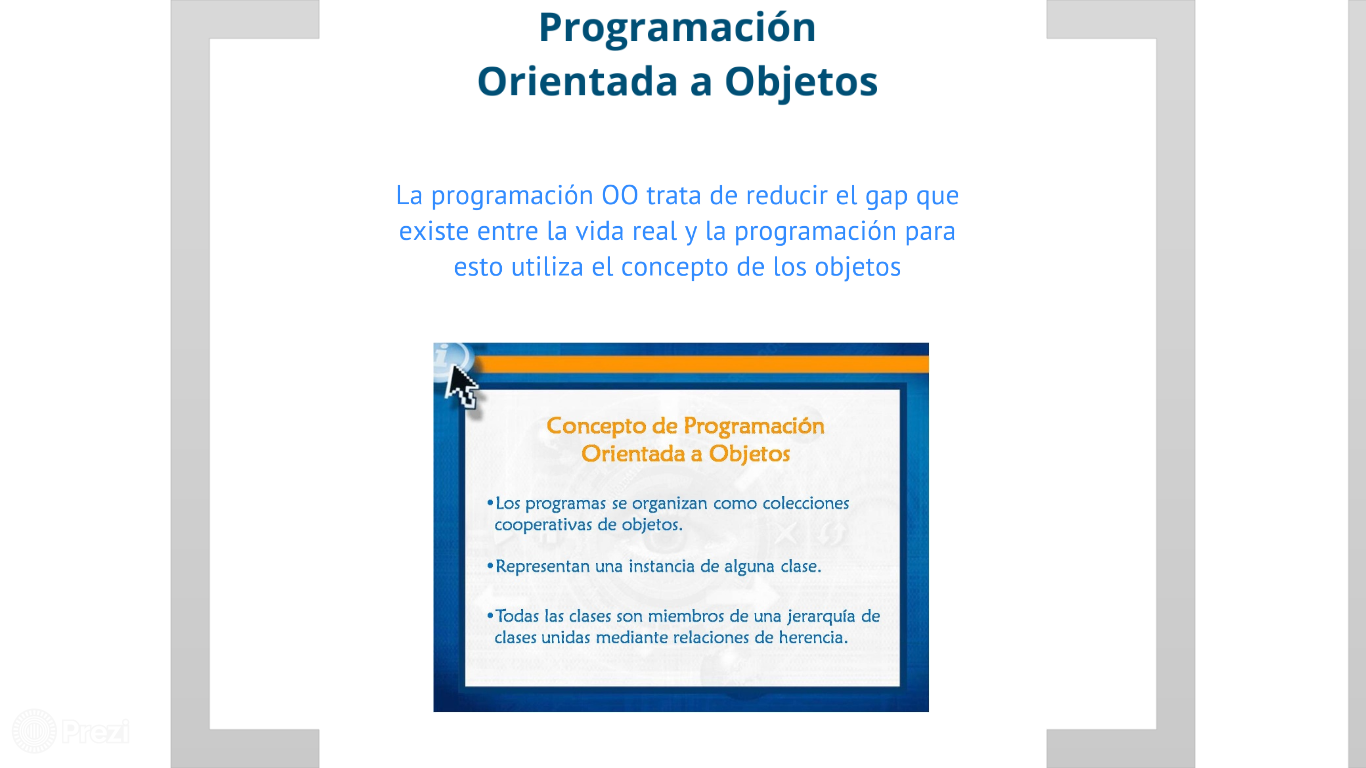 Programación
Orientada a Objetos
La programación OO trata de reducir el gap que
existe entre la vida real y la programación para
esto utiliza el concepto de los objetos
i
Concepto de Programación
Orientada a Objetos
•Los programas se organizan como colecciones
cooperativas de objetos.
•Representan una instancia de alguna clase.
•Todas las clases son miembros de una jerarquía de
clases unidas mediante relaciones de herencia.
Prezi